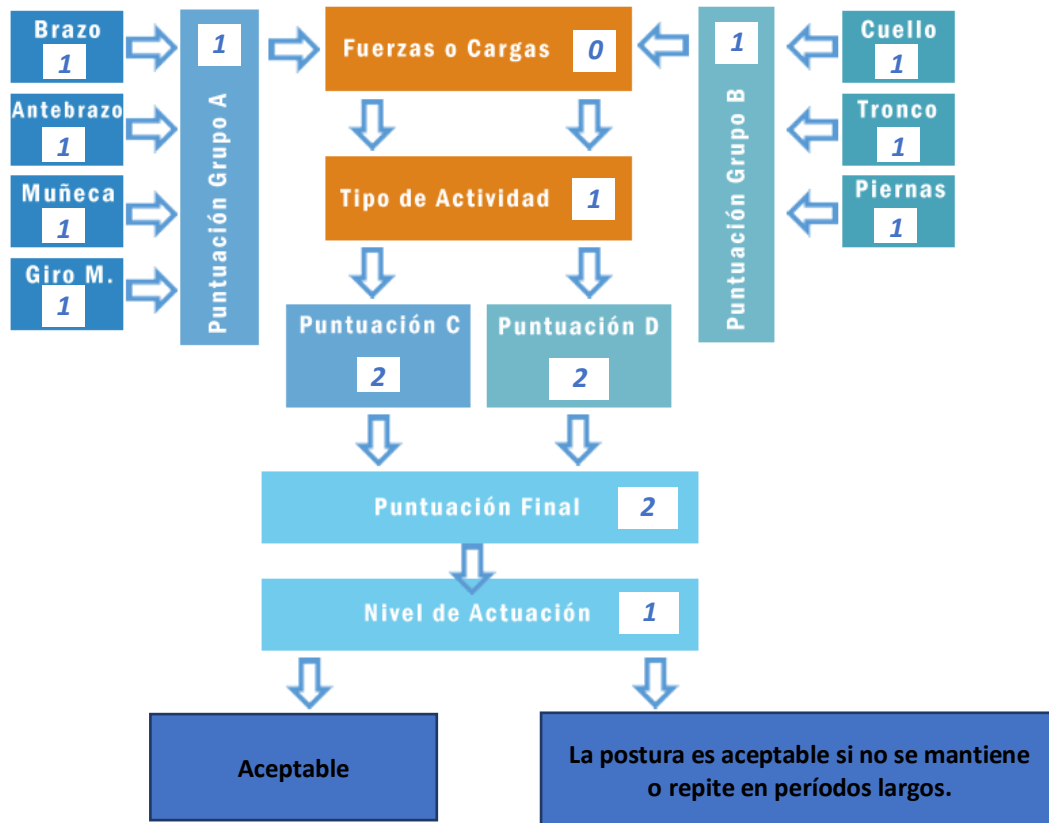 Brazo
1
Antebrazo
1
Muñeca
1
Giro M.
1
1
Puntuación Grupo A
Fuerzas o Cargas 0
Tipo de Actividad 1
1
Puntuación Grupo B
Cuello
1
Tronco
1
Piernas
1
Puntuación C
2
Puntuación D
2
Puntuación Final 2
Nivel de Actuación 1
Aceptable
La postura es aceptable si no se mantiene
o repite en períodos largos.